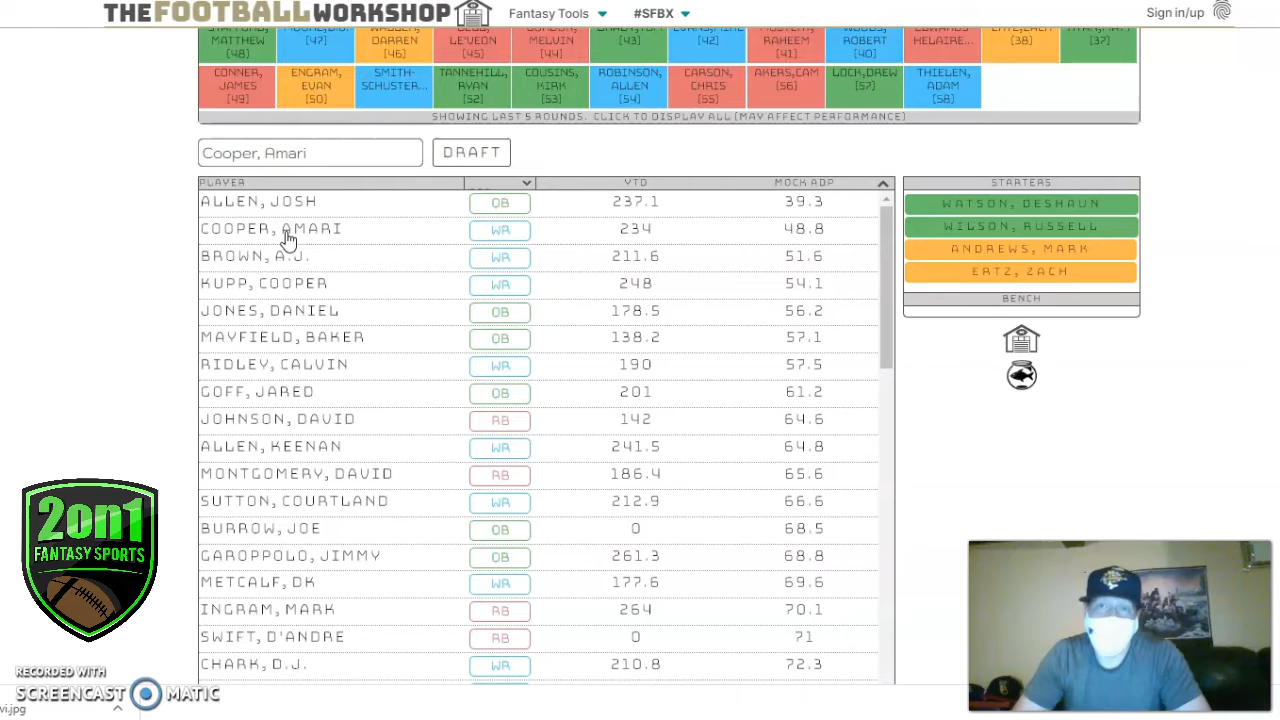 THEFOOTBALLWORKSHOP Fantasy Tools #SFBX Sign in/up
MATTHEW [48] [47] DARREN [46] LE'VEON [45] MELVIN [44] [43] [42] RAHEEM [41] ROBERT [40] HELAIRE... [38] [37]
CONNER, JAMES [49] ENGRAM, EVAN [50] SMITH-SCHUSTER... TANNEHILL, RYAN [52] COUSINS, KIRK [53] ROBINSON, ALLEN [54] CARSON, CHRIS [55] AKERS,CAM [56] LOCK,DREW [57] THIELEN, ADAM [58]
SHOWING LAST 5 ROUNDS. CLICK TO DISPLAY ALL [MAY AFFECT PERFORMANCE]
Cooper, Amari DRAFT
PLAYER YTD MOCK ADP
ALLEN, JOSH QB 237.1 39.3
COOPER, AMARI WR 234 48.8
BROWN, A.J. WR 211.6 51.6
KUPP, COOPER WR 248 54.1
JONES, DANIEL QB 178.5 56.2
MAYFIELD, BAKER QB 138.2 57.1
RIDLEY, CALVIN WR 190 57.5
GOFF, JARED QB 201 61.2
JOHNSON, DAVID RB 142 64.6
ALLEN, KEENAN WR 241.5 64.8
MONTGOMERY, DAVID RB 186.4 65.6
SUTTON, COURTLAND WR 212.9 66.6
BURROW, JOE QB 0 68.5
GAROPPOLO, JIMMY QB 261.3 68.8
METCALF, DK WR 177.6 69.6
INGRAM, MARK RB 264 70.1
SWIFT, D'ANDRE RB 0 71
CHARK, D.J. WR 210.8 72.3
STARTERS
WATSON, DESHAUN
WILSON, RUSSELL
ANDREWS, MARK
ERTZ, ZACH
BENCH
2on1
FANTASY SPORTS
RECORDED WITH
SCREENCAST MATIC
vi.jpg